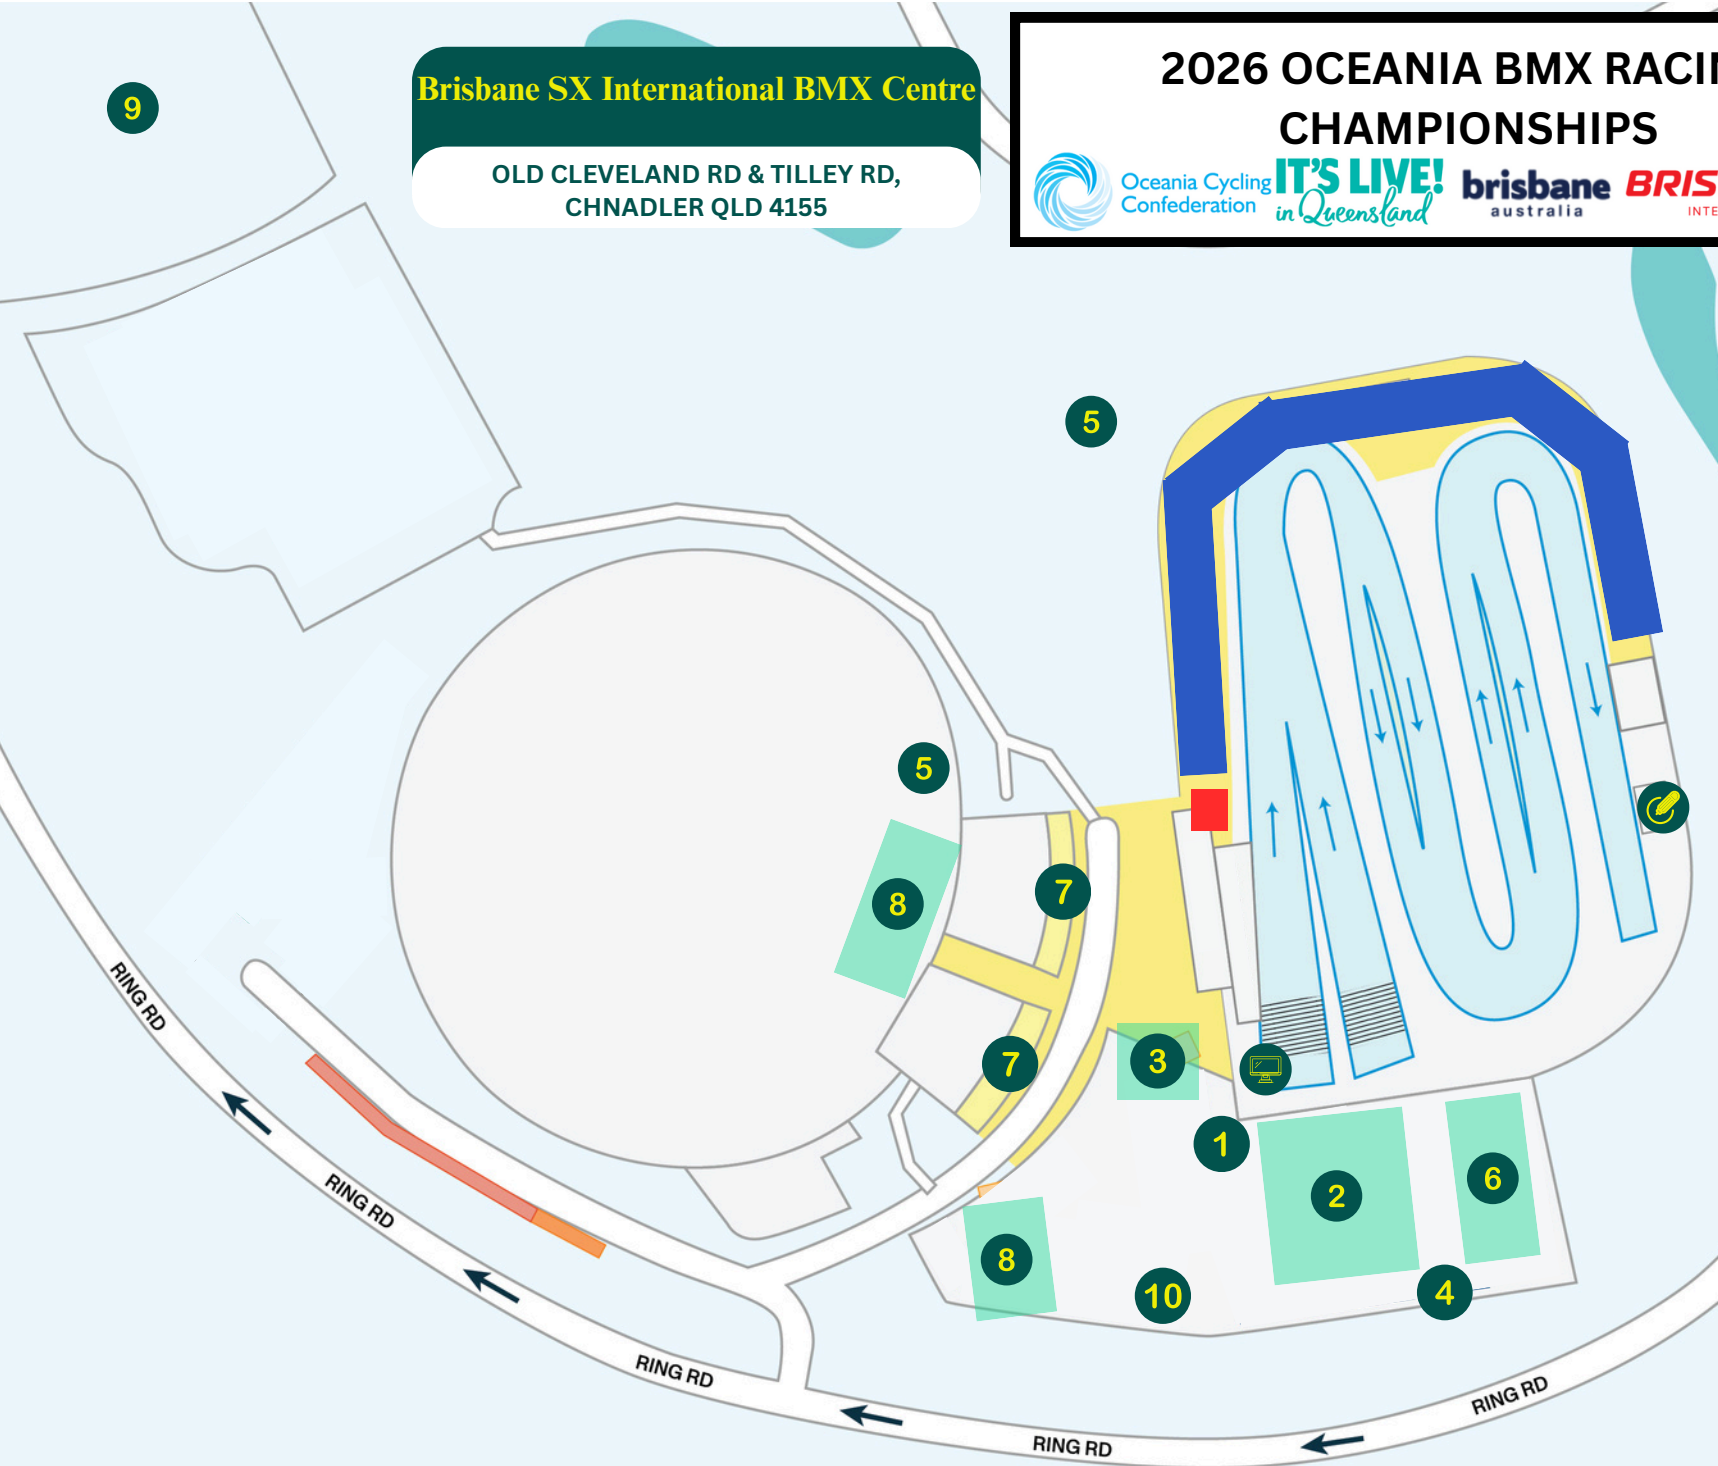 Brisbane SX International BMX Centre
OLD CLEVELAND RD & TILLEY RD,
CHNADLER QLD 4155
2026 OCEANIA BMX RACIN
CHAMPIONSHIPS
Oceania Cycling
Confederation
IT'S LIVE!
in Queensland
brisbane
australia
BRIS
INTE
9
5
5
7
8
7
3
1
2
6
8
10
4
RING RD
RING RD
RING RD
RING RD
RING RD